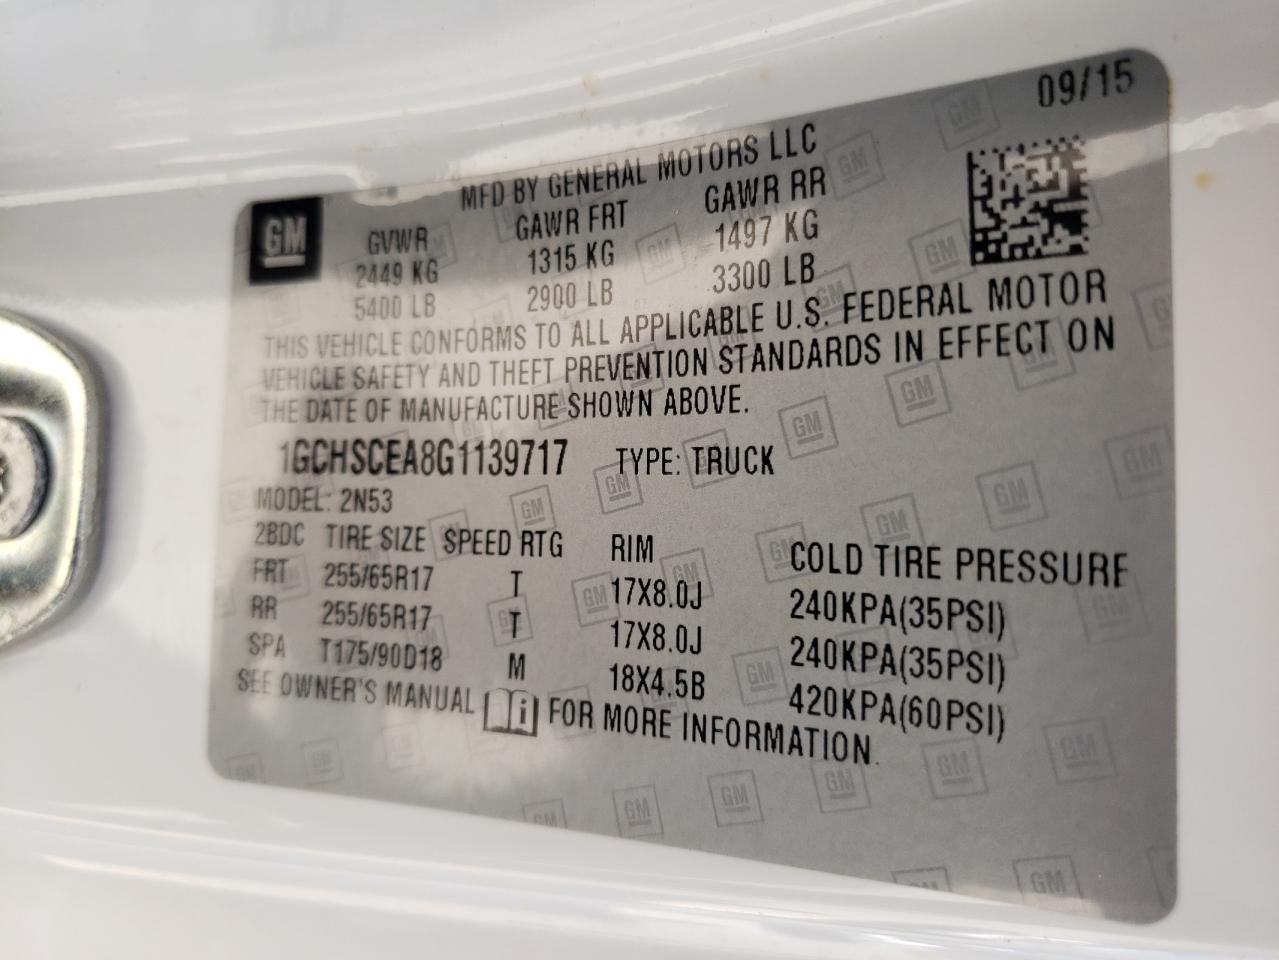 09/15
MFD BY GENERAL MOTORS LLC
GM
GVWR GAWR FRT GAWR RR
2449 KG 1315 KG 1497 KG
5400 LB 2900 LB 3300 LB
THIS VEHICLE CONFORMS TO ALL APPLICABLE U.S. FEDERAL MOTOR
VEHICLE SAFETY AND THEFT PREVENTION STANDARDS IN EFFECT ON
THE DATE OF MANUFACTURE SHOWN ABOVE.
1GCHSCEA8G1139717 TYPE: TRUCK
MODEL: 2N53
2BDC TIRE SIZE SPEED RTG RIM COLD TIRE PRESSURE
FRT 255/65R17 T 17X8.0J 240KPA(35PSI)
RR 255/65R17 T 17X8.0J 240KPA(35PSI)
SPA T175/90D18 M 18X4.5B 420KPA(60PSI)
SEE OWNER'S MANUAL i FOR MORE INFORMATION.